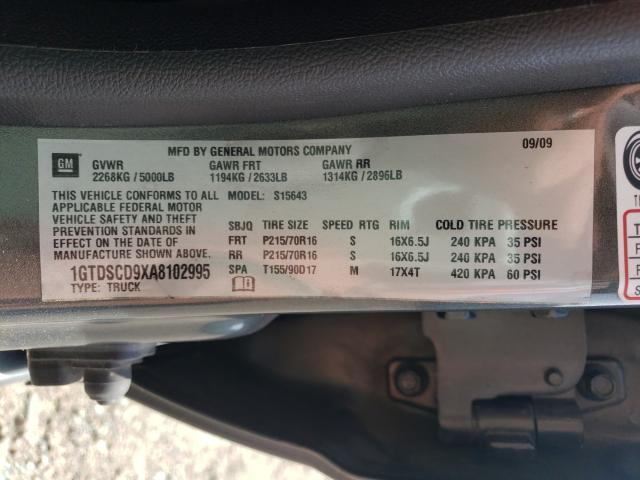 MFD BY GENERAL MOTORS COMPANY 09/09
GM GVWR GAWR FRT GAWR RR
2268KG / 5000LB 1194KG / 2633LB 1314KG / 2896LB
THIS VEHICLE CONFORMS TO ALL MODEL: S15643
APPLICABLE FEDERAL MOTOR
VEHICLE SAFETY AND THEFT
PREVENTION STANDARDS
IN EFFECT ON THE DATE OF
MANUFACTURE SHOWN ABOVE.
1GTDSCD9XA8102995
TYPE: TRUCK
SBJQ TIRE SIZE SPEED RTG RIM COLD TIRE PRESSURE
FRT P215/70R16 S 16X6.5J 240 KPA 35 PSI
RR P215/70R16 S 16X6.5J 240 KPA 35 PSI
SPA T155/90D17 M 17X4T 420 KPA 60 PSI